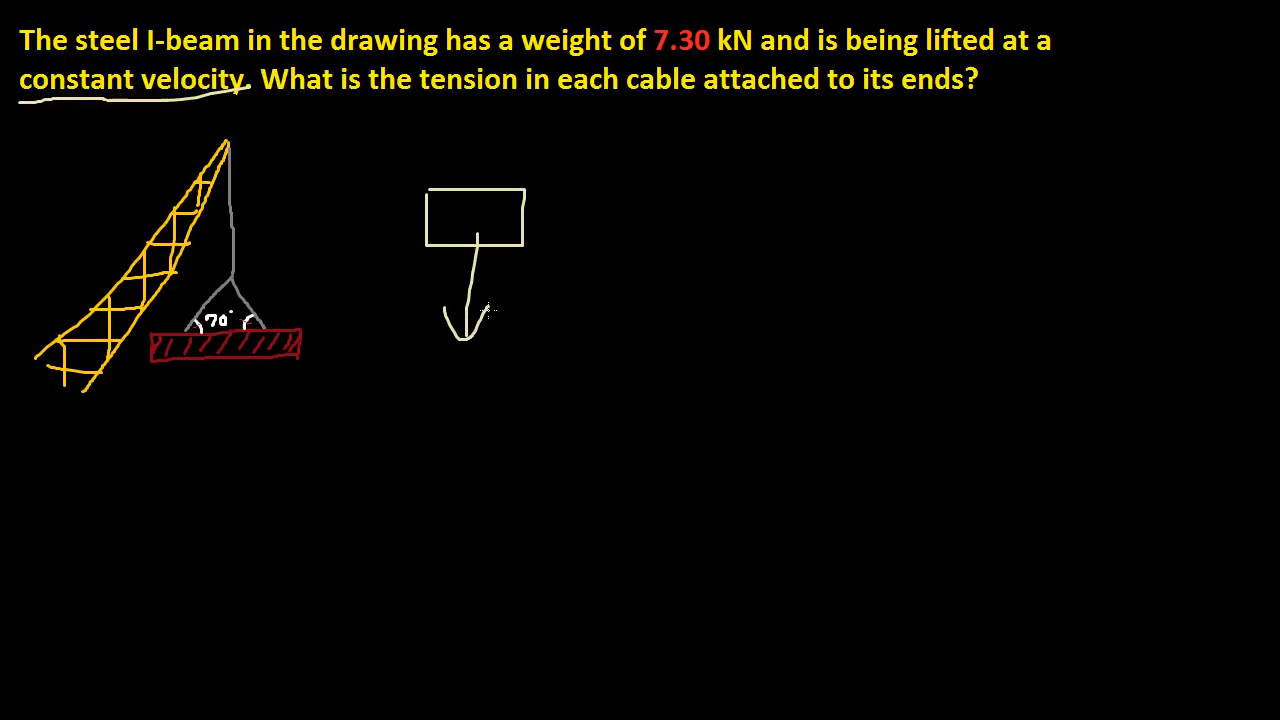 The steel I-beam in the drawing has a weight of 7.30 kN and is being lifted at a
constant velocity. What is the tension in each cable attached to its ends?
70°